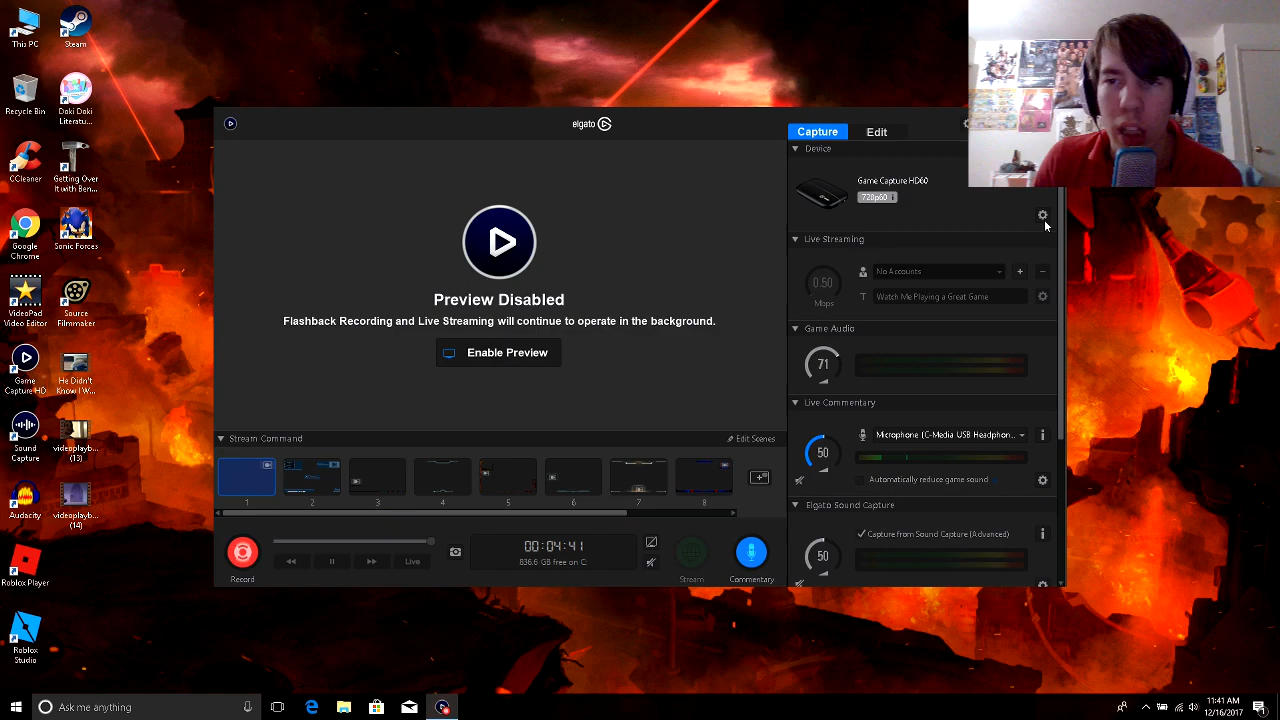 This PC
Steam
Recycle Bin
Doki Doki
Literatu...
CCleaner
Getting Over
It with Ben...
Google
Chrome
Sonic Forces
VideoPad
Video Editor
Source
Filmmaker
Game
Capture HD
He Didn't
Know I W...
Sound
Capture
videoplayb...
(13)
Audacity
videoplayb...
(14)
Roblox Player
Roblox
Studio
elgato
Capture
Edit
Device
Game Capture HD60
720p60
Preview Disabled
Flashback Recording and Live Streaming will continue to operate in the background.
Enable Preview
Live Streaming
0.50
Mbps
No Accounts
T
Watch Me Playing a Great Game
Game Audio
71
Live Commentary
50
Microphone (C-Media USB Headphon...
Automatically reduce game sound
Elgato Sound Capture
50
Capture from Sound Capture (Advanced)
Stream Command
Edit Scenes
1
2
3
4
5
6
7
8
Record
Live
00:04:41
836.6 GB free on C:
Stream
Commentary
Ask me anything
11:41 AM
12/16/2017
1